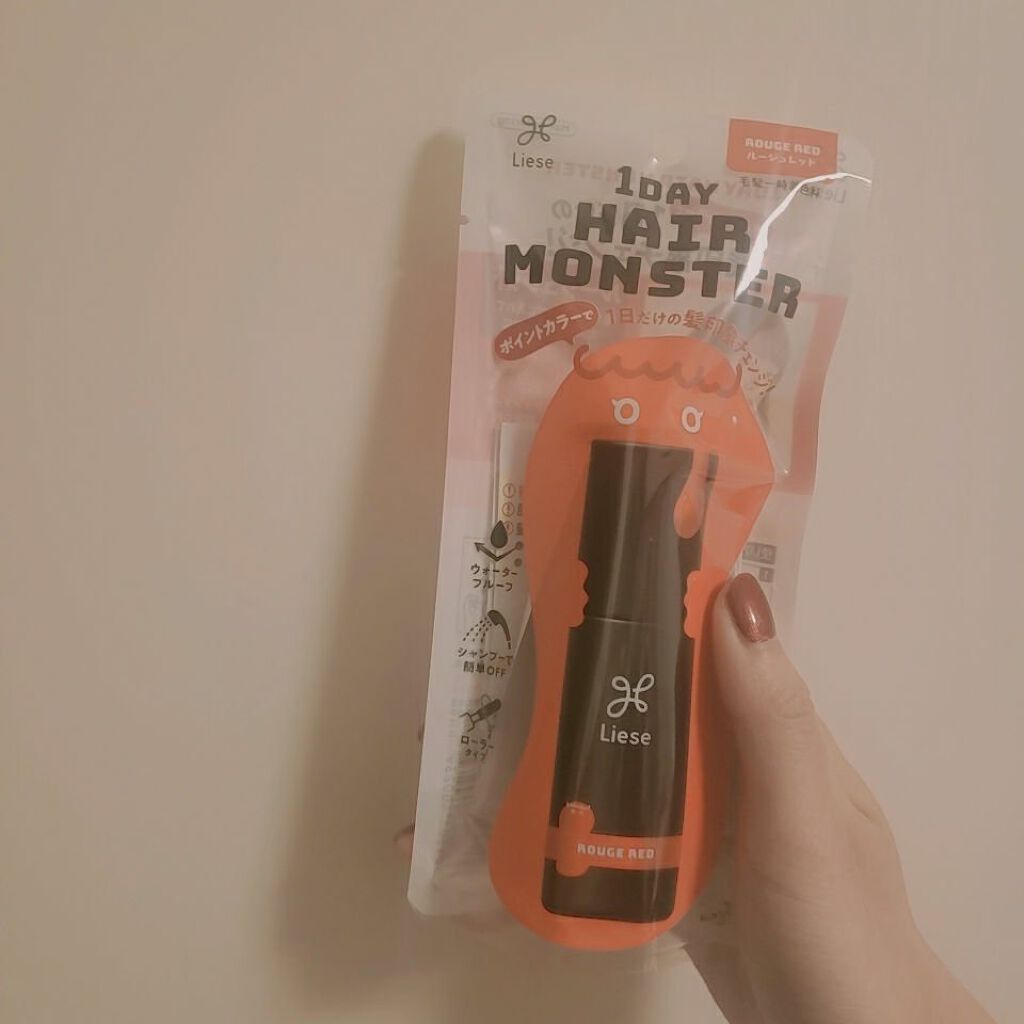 Liese
ROUGE RED
ルージュレット
1DAY
HAIR
MONSTER
ポイントカラーで
1日だけの髪印象チェンジ!
ウォーター
プルーフ
シャンプーで
簡単OFF
ローラー
タイプ
Liese
ROUGE RED